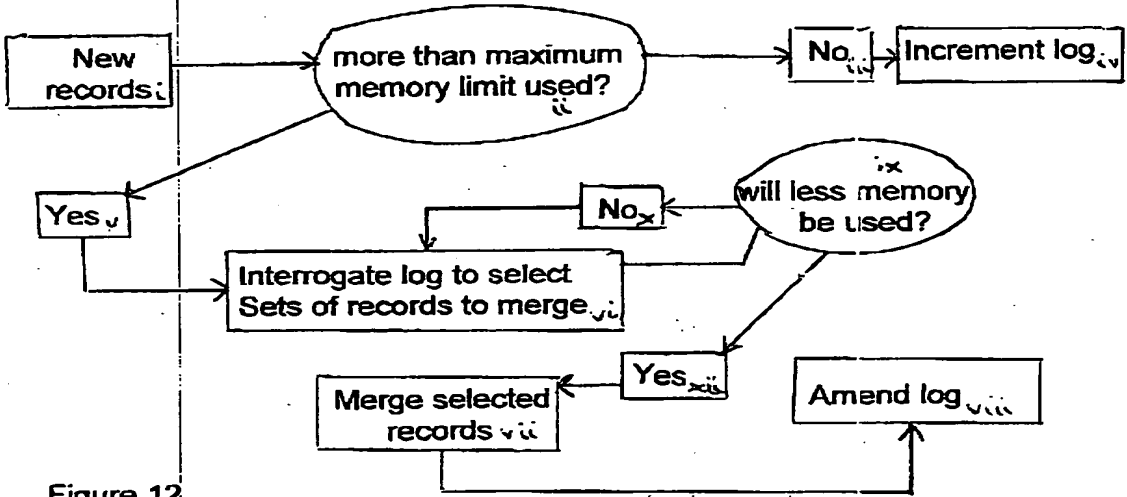 New
records i
more than maximum
memory limit used?
ii
No iii
Increment log iv
Yes v
ix
will less memory
be used?
No x
Interrogate log to select
Sets of records to merge vi
Yes xii
Merge selected
records vii
Amend log viii
Figure 12